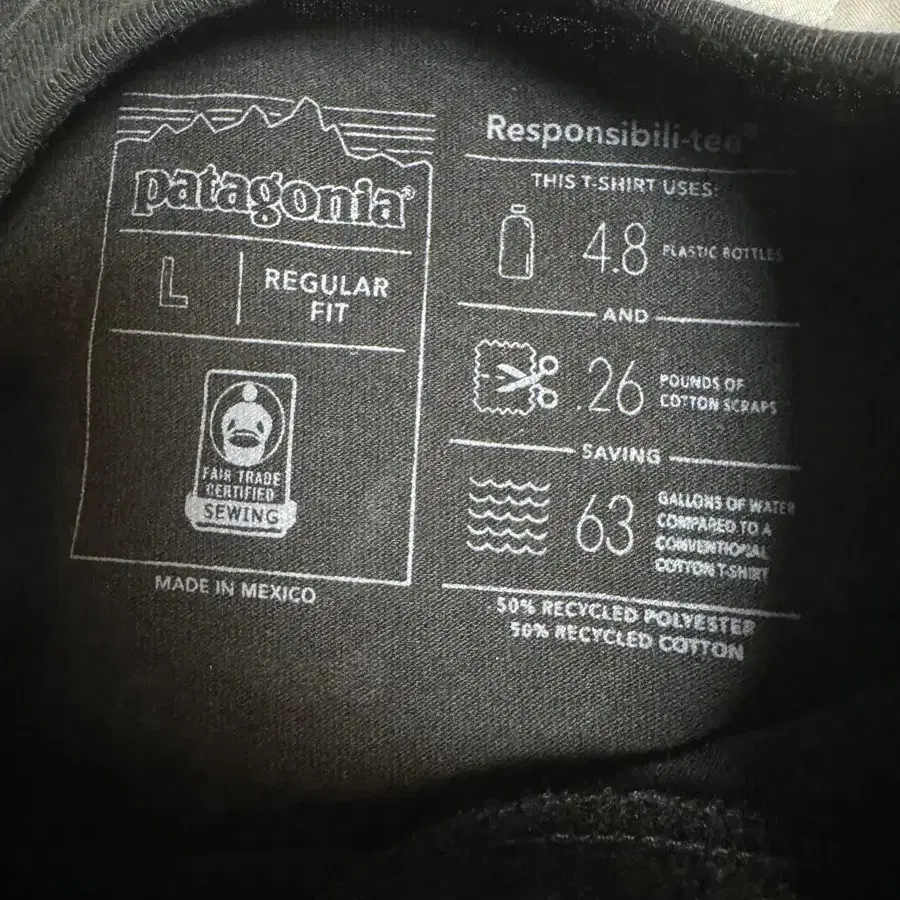 patagonia®
L
REGULAR
FIT
FAIR TRADE
CERTIFIED
SEWING
MADE IN MEXICO
Responsibili-tee®
THIS T-SHIRT USES:
4.8 PLASTIC BOTTLES
AND
.26 POUNDS OF
COTTON SCRAPS
SAVING
63 GALLONS OF WATER
COMPARED TO A
CONVENTIONAL
COTTON T-SHIRT
50% RECYCLED POLYESTER
50% RECYCLED COTTON